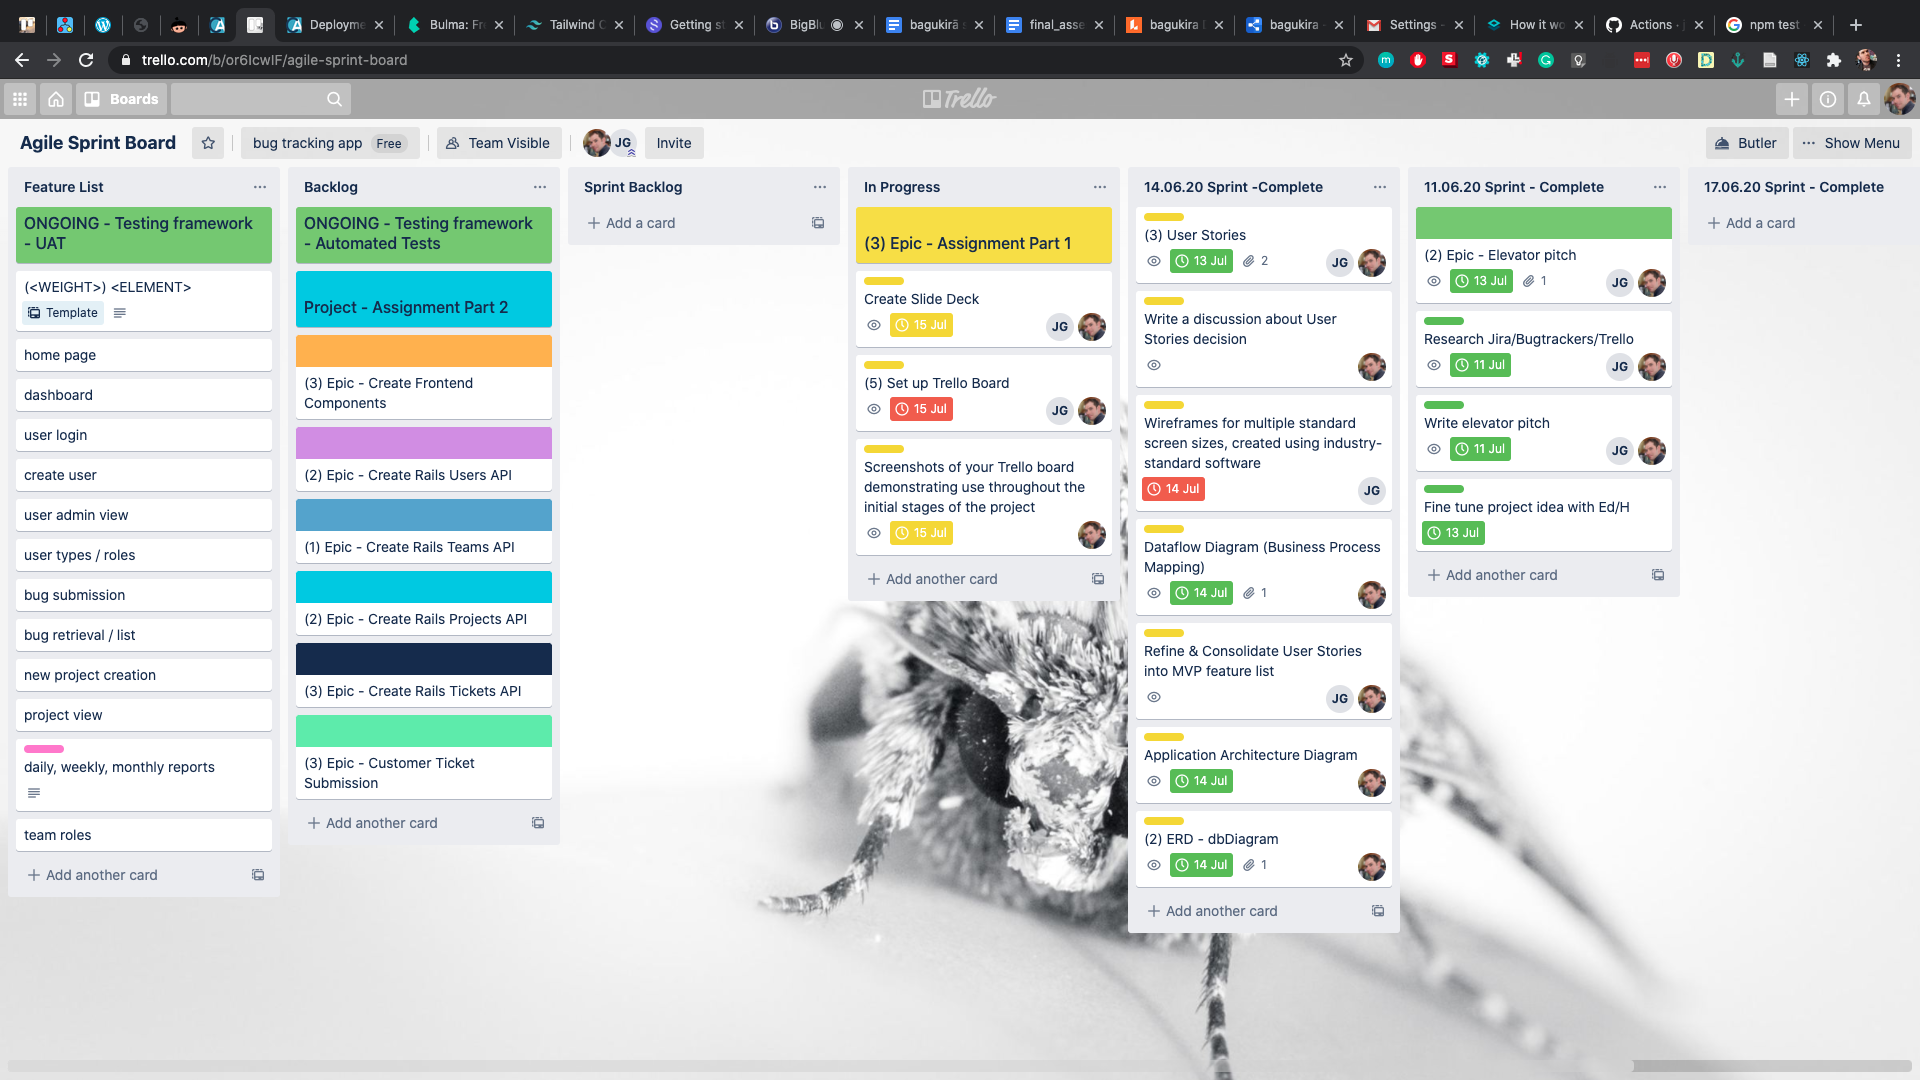 Deployme
Bulma: Fr
Tailwind C
Getting st
BigBlu
bagukirā s
final_asse
bagukira
bagukira
Settings -
How it wo
Actions · j
npm test
trello.com/b/or6IcwIF/agile-sprint-board
Boards
Trello
Agile Sprint Board
bug tracking app Free
Team Visible
JG
Invite
Butler
Show Menu
Feature List
ONGOING - Testing framework
- UAT
(<WEIGHT>) <ELEMENT>
Template
home page
dashboard
user login
create user
user admin view
user types / roles
bug submission
bug retrieval / list
new project creation
project view
daily, weekly, monthly reports
team roles
Add another card
Backlog
ONGOING - Testing framework
- Automated Tests
Project - Assignment Part 2
(3) Epic - Create Frontend
Components
(2) Epic - Create Rails Users API
(1) Epic - Create Rails Teams API
(2) Epic - Create Rails Projects API
(3) Epic - Create Rails Tickets API
(3) Epic - Customer Ticket
Submission
Add another card
Sprint Backlog
Add a card
In Progress
(3) Epic - Assignment Part 1
Create Slide Deck
15 Jul JG
(5) Set up Trello Board
15 Jul JG
Screenshots of your Trello board
demonstrating use throughout the
initial stages of the project
15 Jul
Add another card
14.06.20 Sprint -Complete
(3) User Stories
13 Jul 2 JG
Write a discussion about User
Stories decision
Wireframes for multiple standard
screen sizes, created using industry-
standard software
14 Jul JG
Dataflow Diagram (Business Process
Mapping)
14 Jul 1
Refine & Consolidate User Stories
into MVP feature list
JG
Application Architecture Diagram
14 Jul
(2) ERD - dbDiagram
14 Jul 1
Add another card
11.06.20 Sprint - Complete
(2) Epic - Elevator pitch
13 Jul 1 JG
Research Jira/Bugtrackers/Trello
11 Jul JG
Write elevator pitch
11 Jul JG
Fine tune project idea with Ed/H
13 Jul
Add another card
17.06.20 Sprint - Complete
Add a card